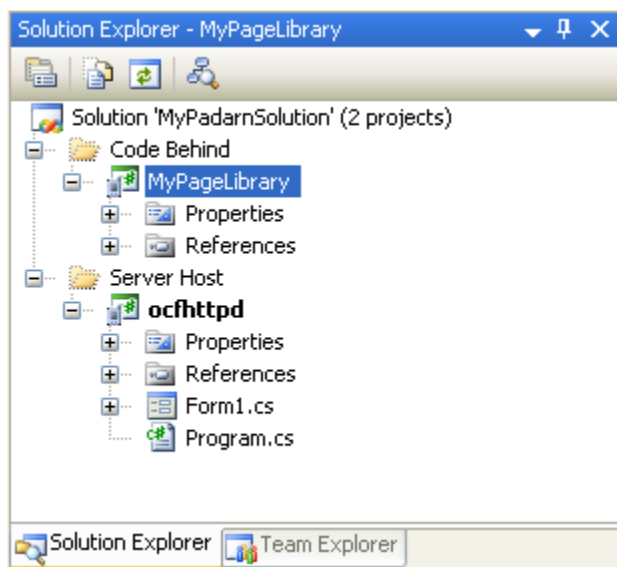 Solution Explorer - MyPageLibrary
Solution 'MyPadarnSolution' (2 projects)
Code Behind
MyPageLibrary
Properties
References
Server Host
ocfhttpd
Properties
References
Form1.cs
Program.cs
Solution Explorer Team Explorer